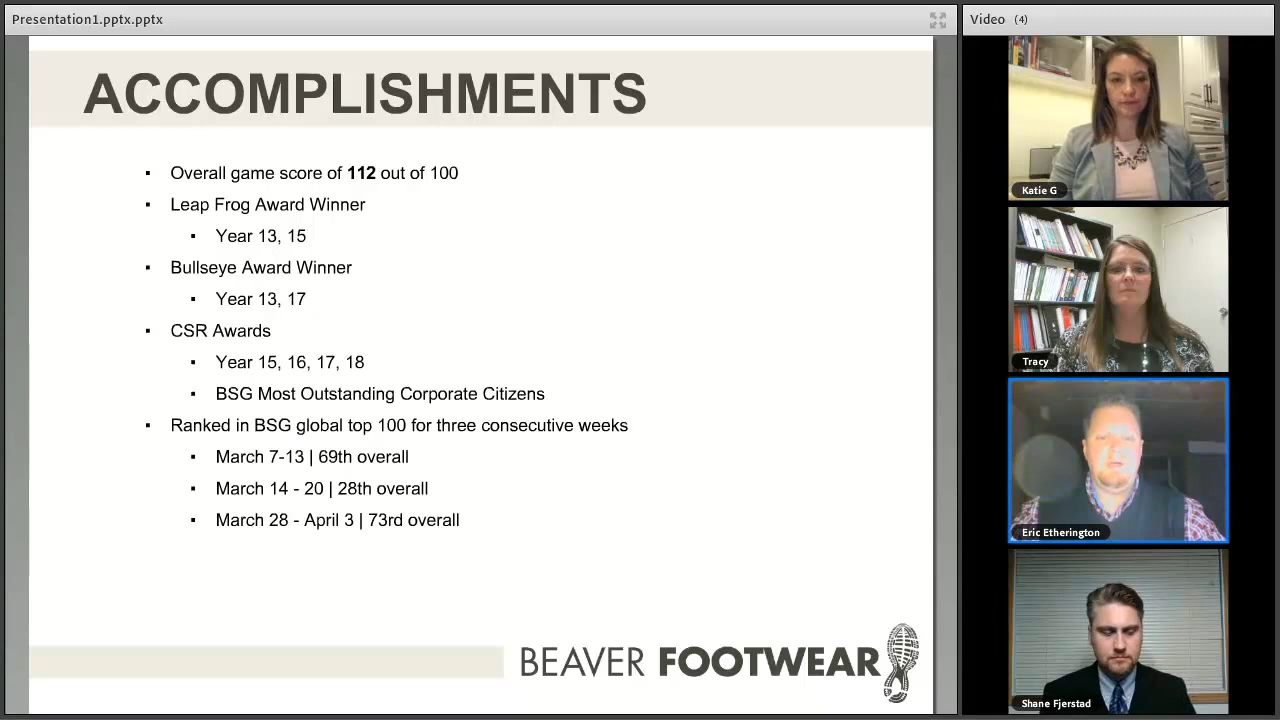 Presentation1.pptx.pptx
ACCOMPLISHMENTS
▪ Overall game score of 112 out of 100
▪ Leap Frog Award Winner
▪ Year 13, 15
▪ Bullseye Award Winner
▪ Year 13, 17
▪ CSR Awards
▪ Year 15, 16, 17, 18
▪ BSG Most Outstanding Corporate Citizens
▪ Ranked in BSG global top 100 for three consecutive weeks
▪ March 7-13 | 69th overall
▪ March 14 - 20 | 28th overall
▪ March 28 - April 3 | 73rd overall
BEAVER FOOTWEAR
Video (4)
Katie G
Tracy
Eric Etherington
Shane Fjerstad